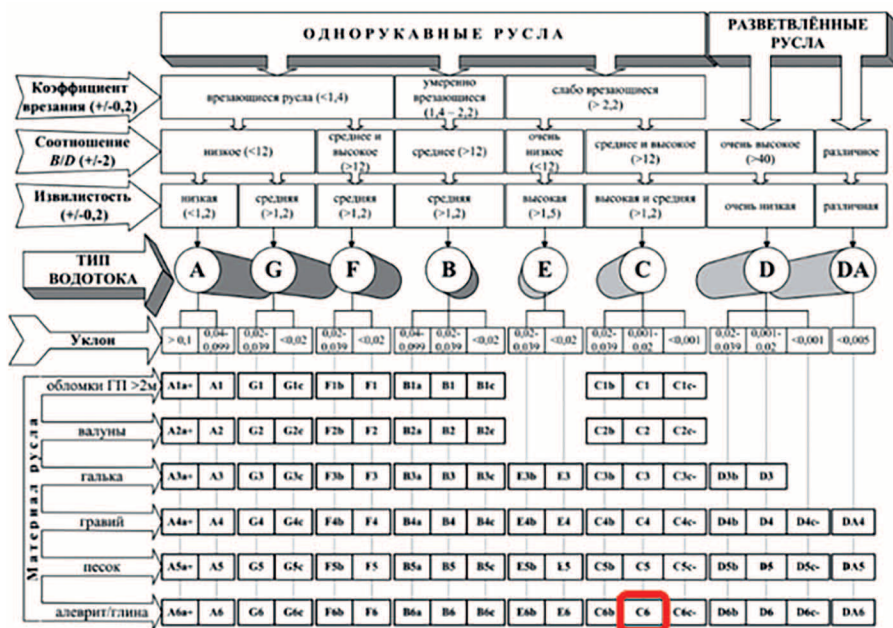 ОДНОРУКАВНЫЕ РУСЛА
РАЗВЕТВЛЁННЫЕ
РУСЛА
Коэффициент
врезания (+/-0,2)
врезающиеся русла (<1,4)
умеренно
врезающиеся
(1,4 – 2,2)
слабо врезающиеся
(> 2,2)
Соотношение
B/D (+/-2)
низкое (<12)
среднее и
высокое
(>12)
среднее (>12)
очень
низкое
(<12)
среднее и высокое
(>12)
очень высокое
(>40)
различное
Извилистость
(+/-0,2)
низкая
(<1,2)
средняя
(>1,2)
средняя
(>1,2)
средняя
(>1,2)
высокая
(>1,5)
высокая и средняя
(>1,2)
очень низкая
различная
ТИП
ВОДОТОКА
A G F B E C D DA
Уклон
> 0,1
0,04-
0,099
0,02-
0,039
<0,02
0,02-
0,039
<0,02
0,04-
0,099
0,02-
0,039
<0,02
0,02-
0,039
<0,02
0,02-
0,039
0,001-
0,02
<0,001
0,02-
0,039
0,001-
0,02
<0,001
<0,005
Материал русла
обломки ГП >2м A1a+ A1 G1 G1c F1b F1 B1a B1 B1c C1b C1 C1c-
валуны A2a+ A2 G2 G2c F2b F2 B2a B2 B2c C2b C2 C2c-
галька A3a+ A3 G3 G3c F3b F3 B3a B3 B3c E3b E3 C3b C3 C3c- D3b D3
гравий A4a+ A4 G4 G4c F4b F4 B4a B4 B4c E4b E4 C4b C4 C4c- D4b D4 D4c- DA4
песок A5a+ A5 G5 G5c F5b F5 B5a B5 B5c E5b E5 C5b C5 C5c- D5b D5 D5c- DA5
алеврит/глина A6a+ A6 G6 G6c F6b F6 B6a B6 B6c E6b E6 C6b C6 C6c- D6b D6 D6c- DA6